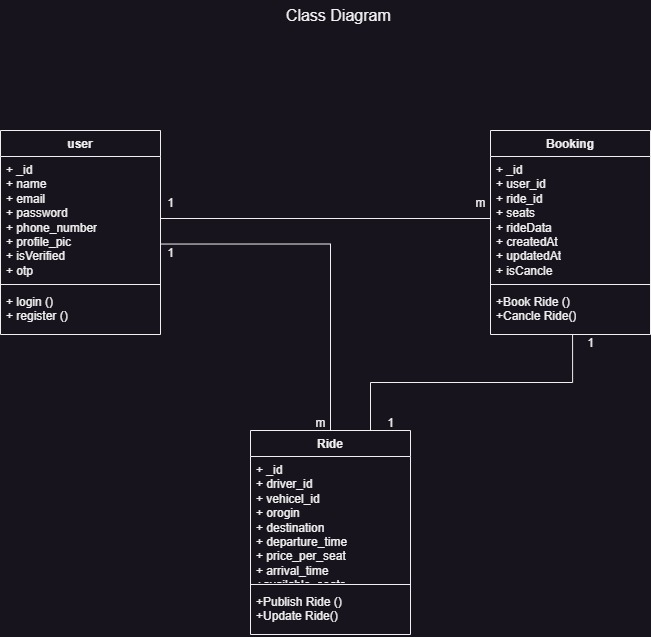 Class Diagram
user
+ _id
+ name
+ email
+ password
+ phone_number
+ profile_pic
+ isVerified
+ otp
+ login ()
+ register ()
1
m
1
Booking
+ _id
+ user_id
+ ride_id
+ seats
+ rideData
+ createdAt
+ updatedAt
+ isCancle
+Book Ride ()
+Cancle Ride()
1
m
1
Ride
+ _id
+ driver_id
+ vehicel_id
+ orogin
+ destination
+ departure_time
+ price_per_seat
+ arrival_time
+Publish Ride ()
+Update Ride()